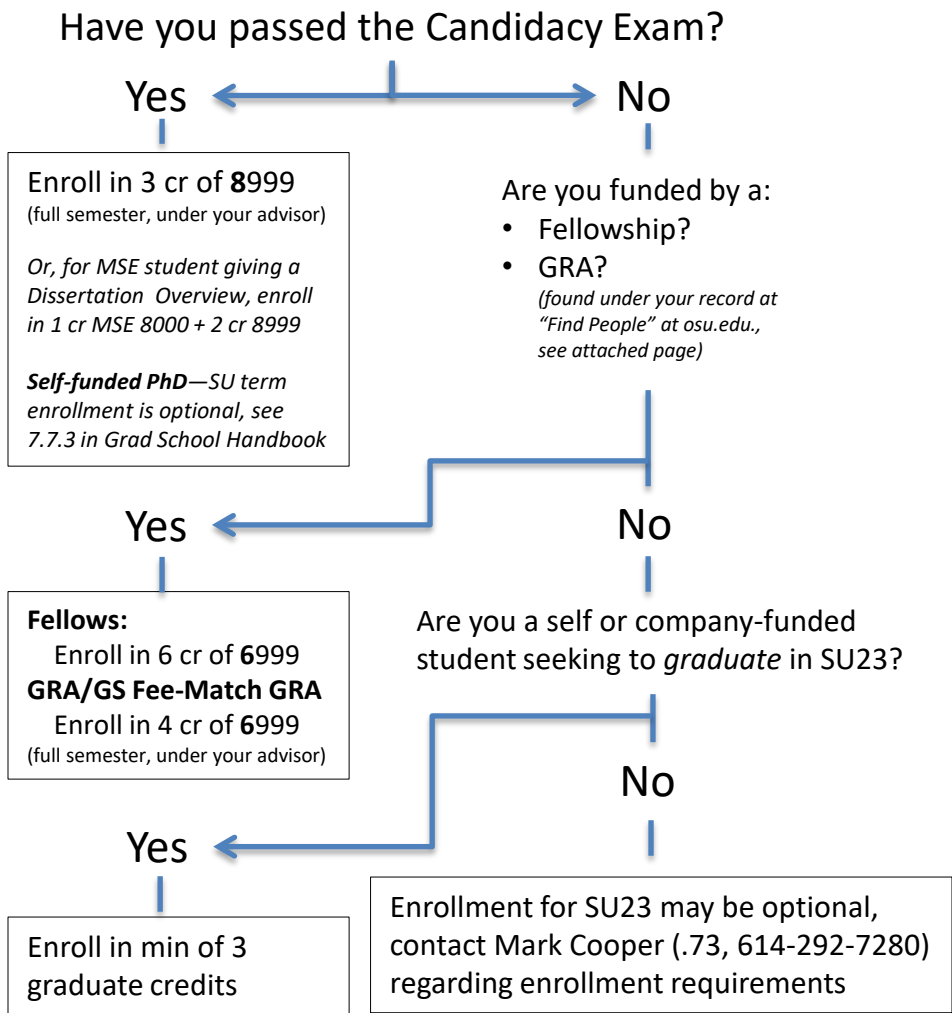 Have you passed the Candidacy Exam?
Yes
No
Enroll in 3 cr of 8999
(full semester, under your advisor)
Or, for MSE student giving a
Dissertation Overview, enroll
in 1 cr MSE 8000 + 2 cr 8999
Self-funded PhD—SU term
enrollment is optional, see
7.7.3 in Grad School Handbook
Are you funded by a:
• Fellowship?
• GRA?
(found under your record at
“Find People” at osu.edu.,
see attached page)
Yes
No
Fellows:
Enroll in 6 cr of 6999
GRA/GS Fee-Match GRA
Enroll in 4 cr of 6999
(full semester, under your advisor)
Are you a self or company-funded
student seeking to graduate in SU23?
Yes
No
Enroll in min of 3
graduate credits
Enrollment for SU23 may be optional,
contact Mark Cooper (.73, 614-292-7280)
regarding enrollment requirements